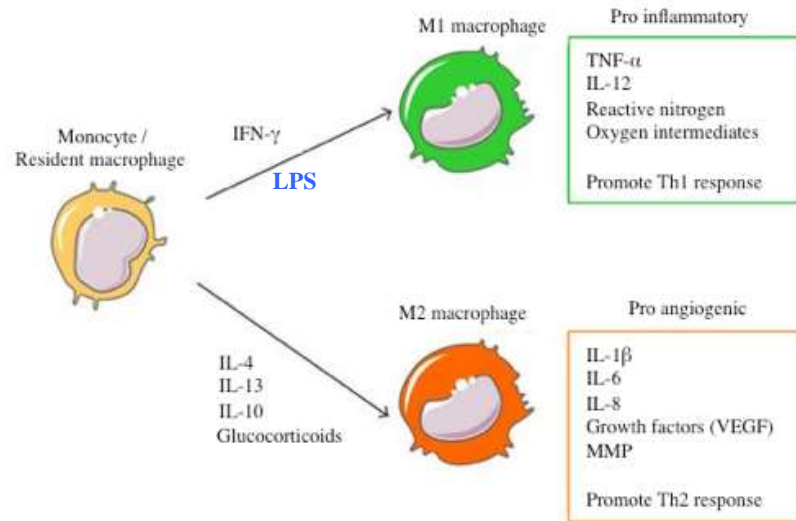 Monocyte /
Resident macrophage
IFN-γ
LPS
M1 macrophage
Pro inflammatory
TNF-α
IL-12
Reactive nitrogen
Oxygen intermediates
Promote Th1 response
IL-4
IL-13
IL-10
Glucocorticoids
M2 macrophage
Pro angiogenic
IL-1β
IL-6
IL-8
Growth factors (VEGF)
MMP
Promote Th2 response